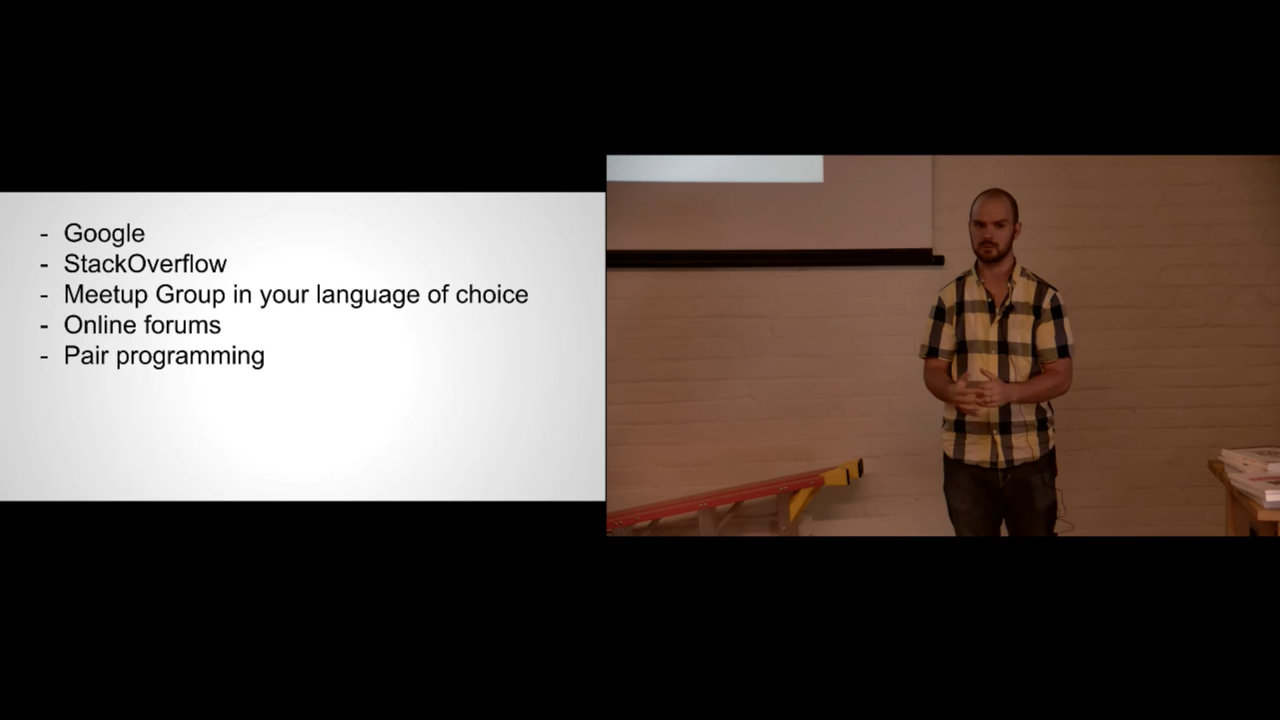 - Google
- StackOverflow
- Meetup Group in your language of choice
- Online forums
- Pair programming